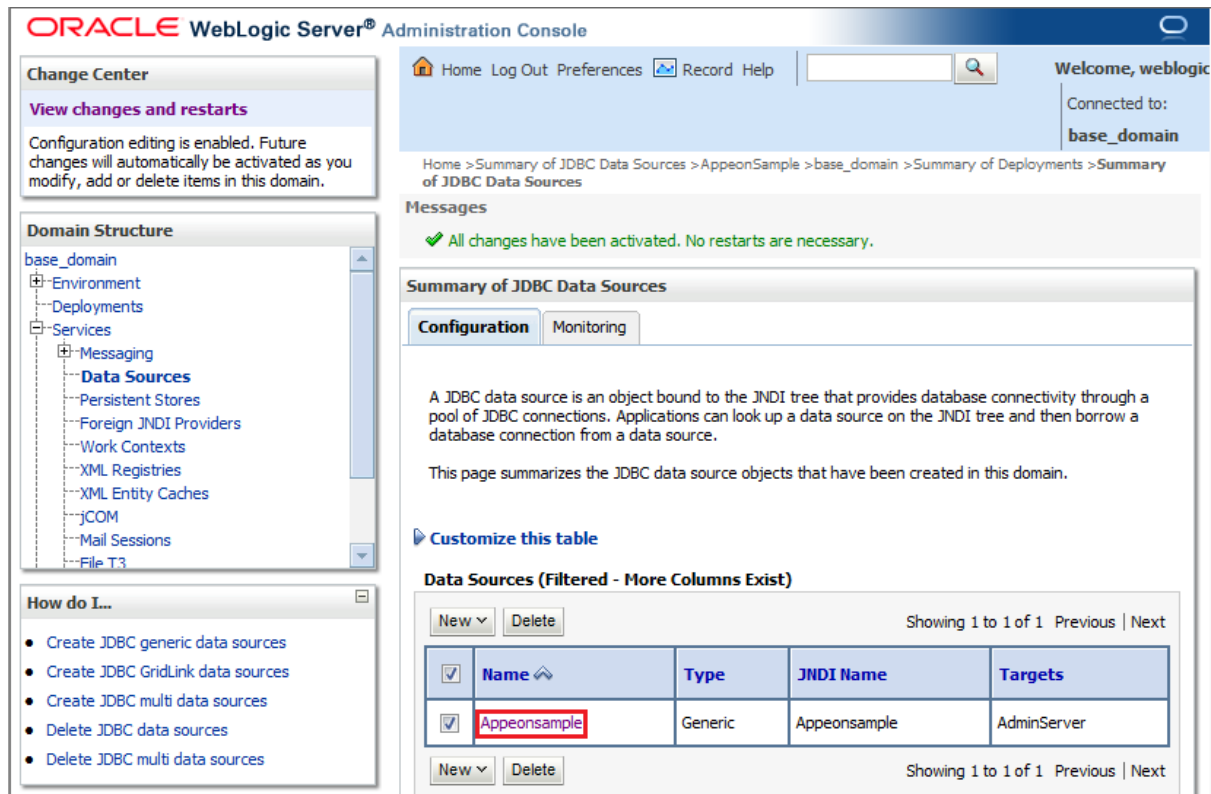 ORACLE WebLogic Server® Administration Console
Change Center
View changes and restarts
Configuration editing is enabled. Future
changes will automatically be activated as you
modify, add or delete items in this domain.
Domain Structure
base_domain
Environment
Deployments
Services
Messaging
Data Sources
Persistent Stores
Foreign JNDI Providers
Work Contexts
XML Registries
XML Entity Caches
jCOM
Mail Sessions
File T3
How do I...
Create JDBC generic data sources
Create JDBC GridLink data sources
Create JDBC multi data sources
Delete JDBC data sources
Delete JDBC multi data sources
Home Log Out Preferences Record Help
Welcome, weblogic
Connected to:
base_domain
Home >Summary of JDBC Data Sources >AppeonSample >base_domain >Summary of Deployments >Summary
of JDBC Data Sources
Messages
All changes have been activated. No restarts are necessary.
Summary of JDBC Data Sources
Configuration Monitoring
A JDBC data source is an object bound to the JNDI tree that provides database connectivity through a
pool of JDBC connections. Applications can look up a data source on the JNDI tree and then borrow a
database connection from a data source.
This page summarizes the JDBC data source objects that have been created in this domain.
Customize this table
Data Sources (Filtered - More Columns Exist)
New Delete Showing 1 to 1 of 1 Previous | Next
Name Type JNDI Name Targets
Appeonsample Generic Appeonsample AdminServer
New Delete Showing 1 to 1 of 1 Previous | Next